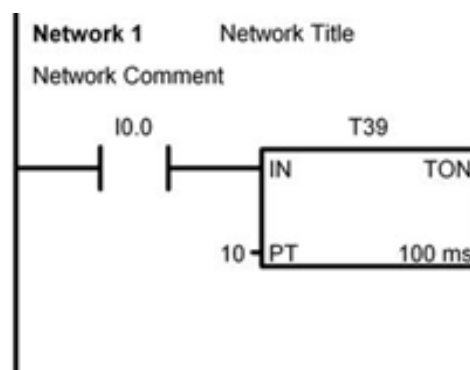 Network 1 Network Title
Network Comment
I0.0 T39
IN TON
10 PT 100 ms